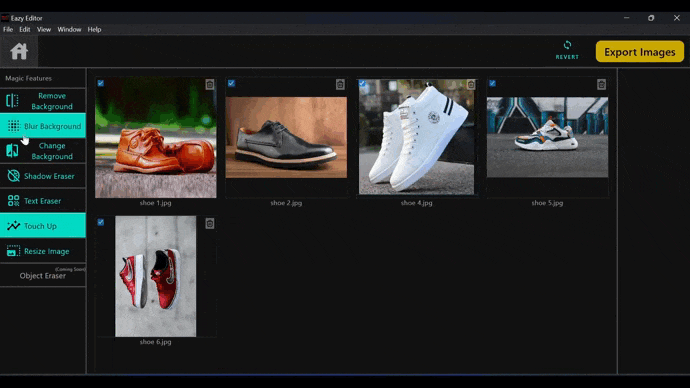 Eazy Editor
File Edit View Window Help
REVERT
Export Images
Magic Features
Remove
Background
Blur Background
Change
Background
Shadow Eraser
Text Eraser
Touch Up
Resize Image
(Coming Soon)
Object Eraser
shoe 1.jpg
shoe 2.jpg
shoe 4.jpg
shoe 5.jpg
shoe 6.jpg